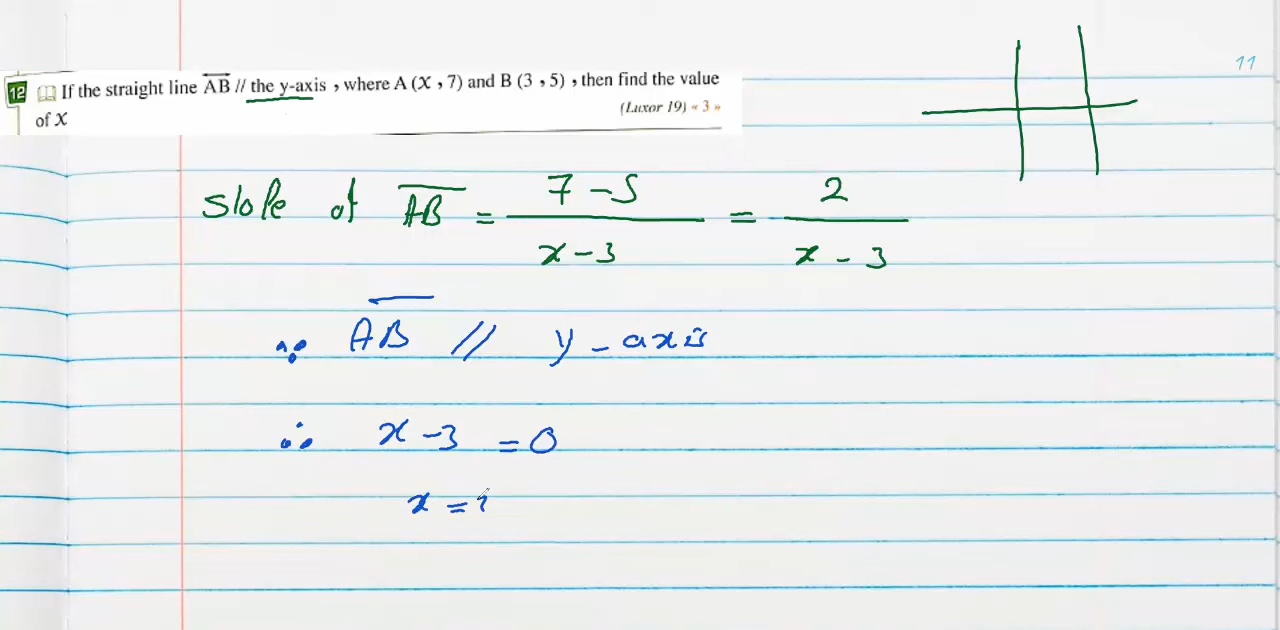 11
12 If the straight line AB // the y-axis , where A (X , 7) and B (3 , 5) , then find the value
of X (Luxor 19) « 3 »
Slope of AB = 7 - 5 / x - 3 = 2 / x - 3
∵ AB // y - axis
∴ x - 3 = 0
x =